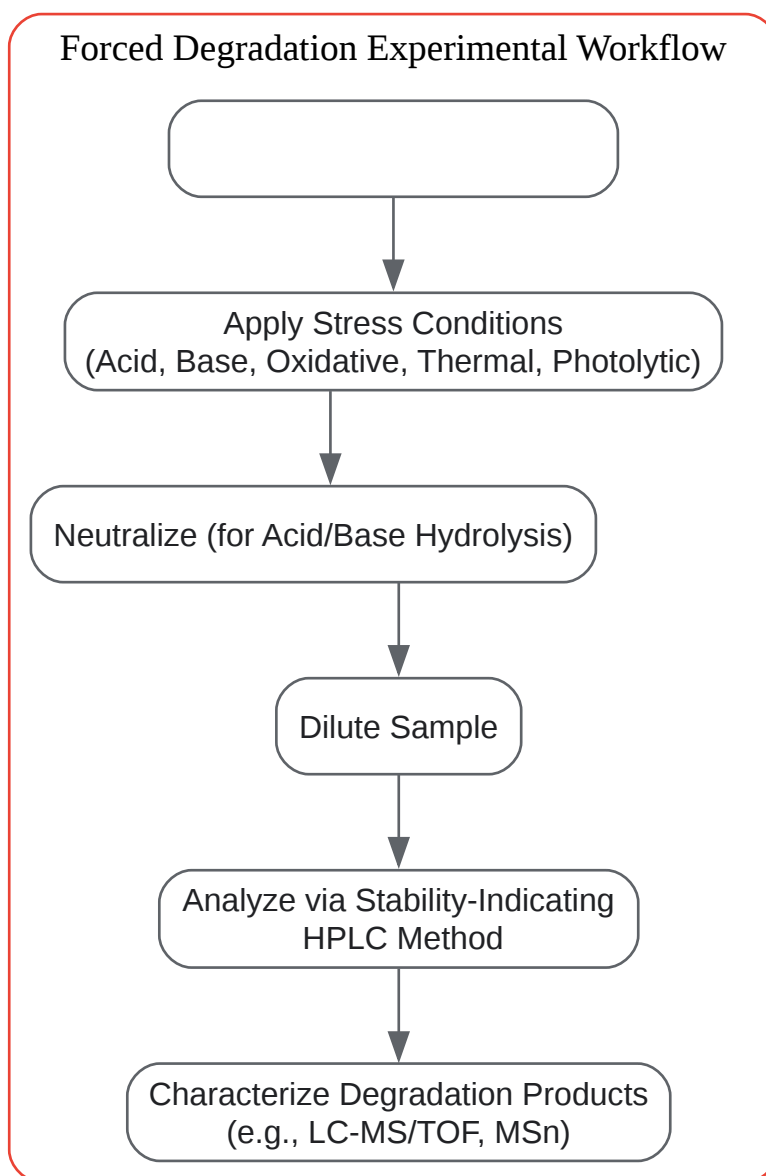 Forced Degradation Experimental Workflow
Apply Stress Conditions
(Acid, Base, Oxidative, Thermal, Photolytic)
Neutralize (for Acid/Base Hydrolysis)
Dilute Sample
Analyze via Stability-Indicating
HPLC Method
Characterize Degradation Products
(e.g., LC-MS/TOF, MSn)